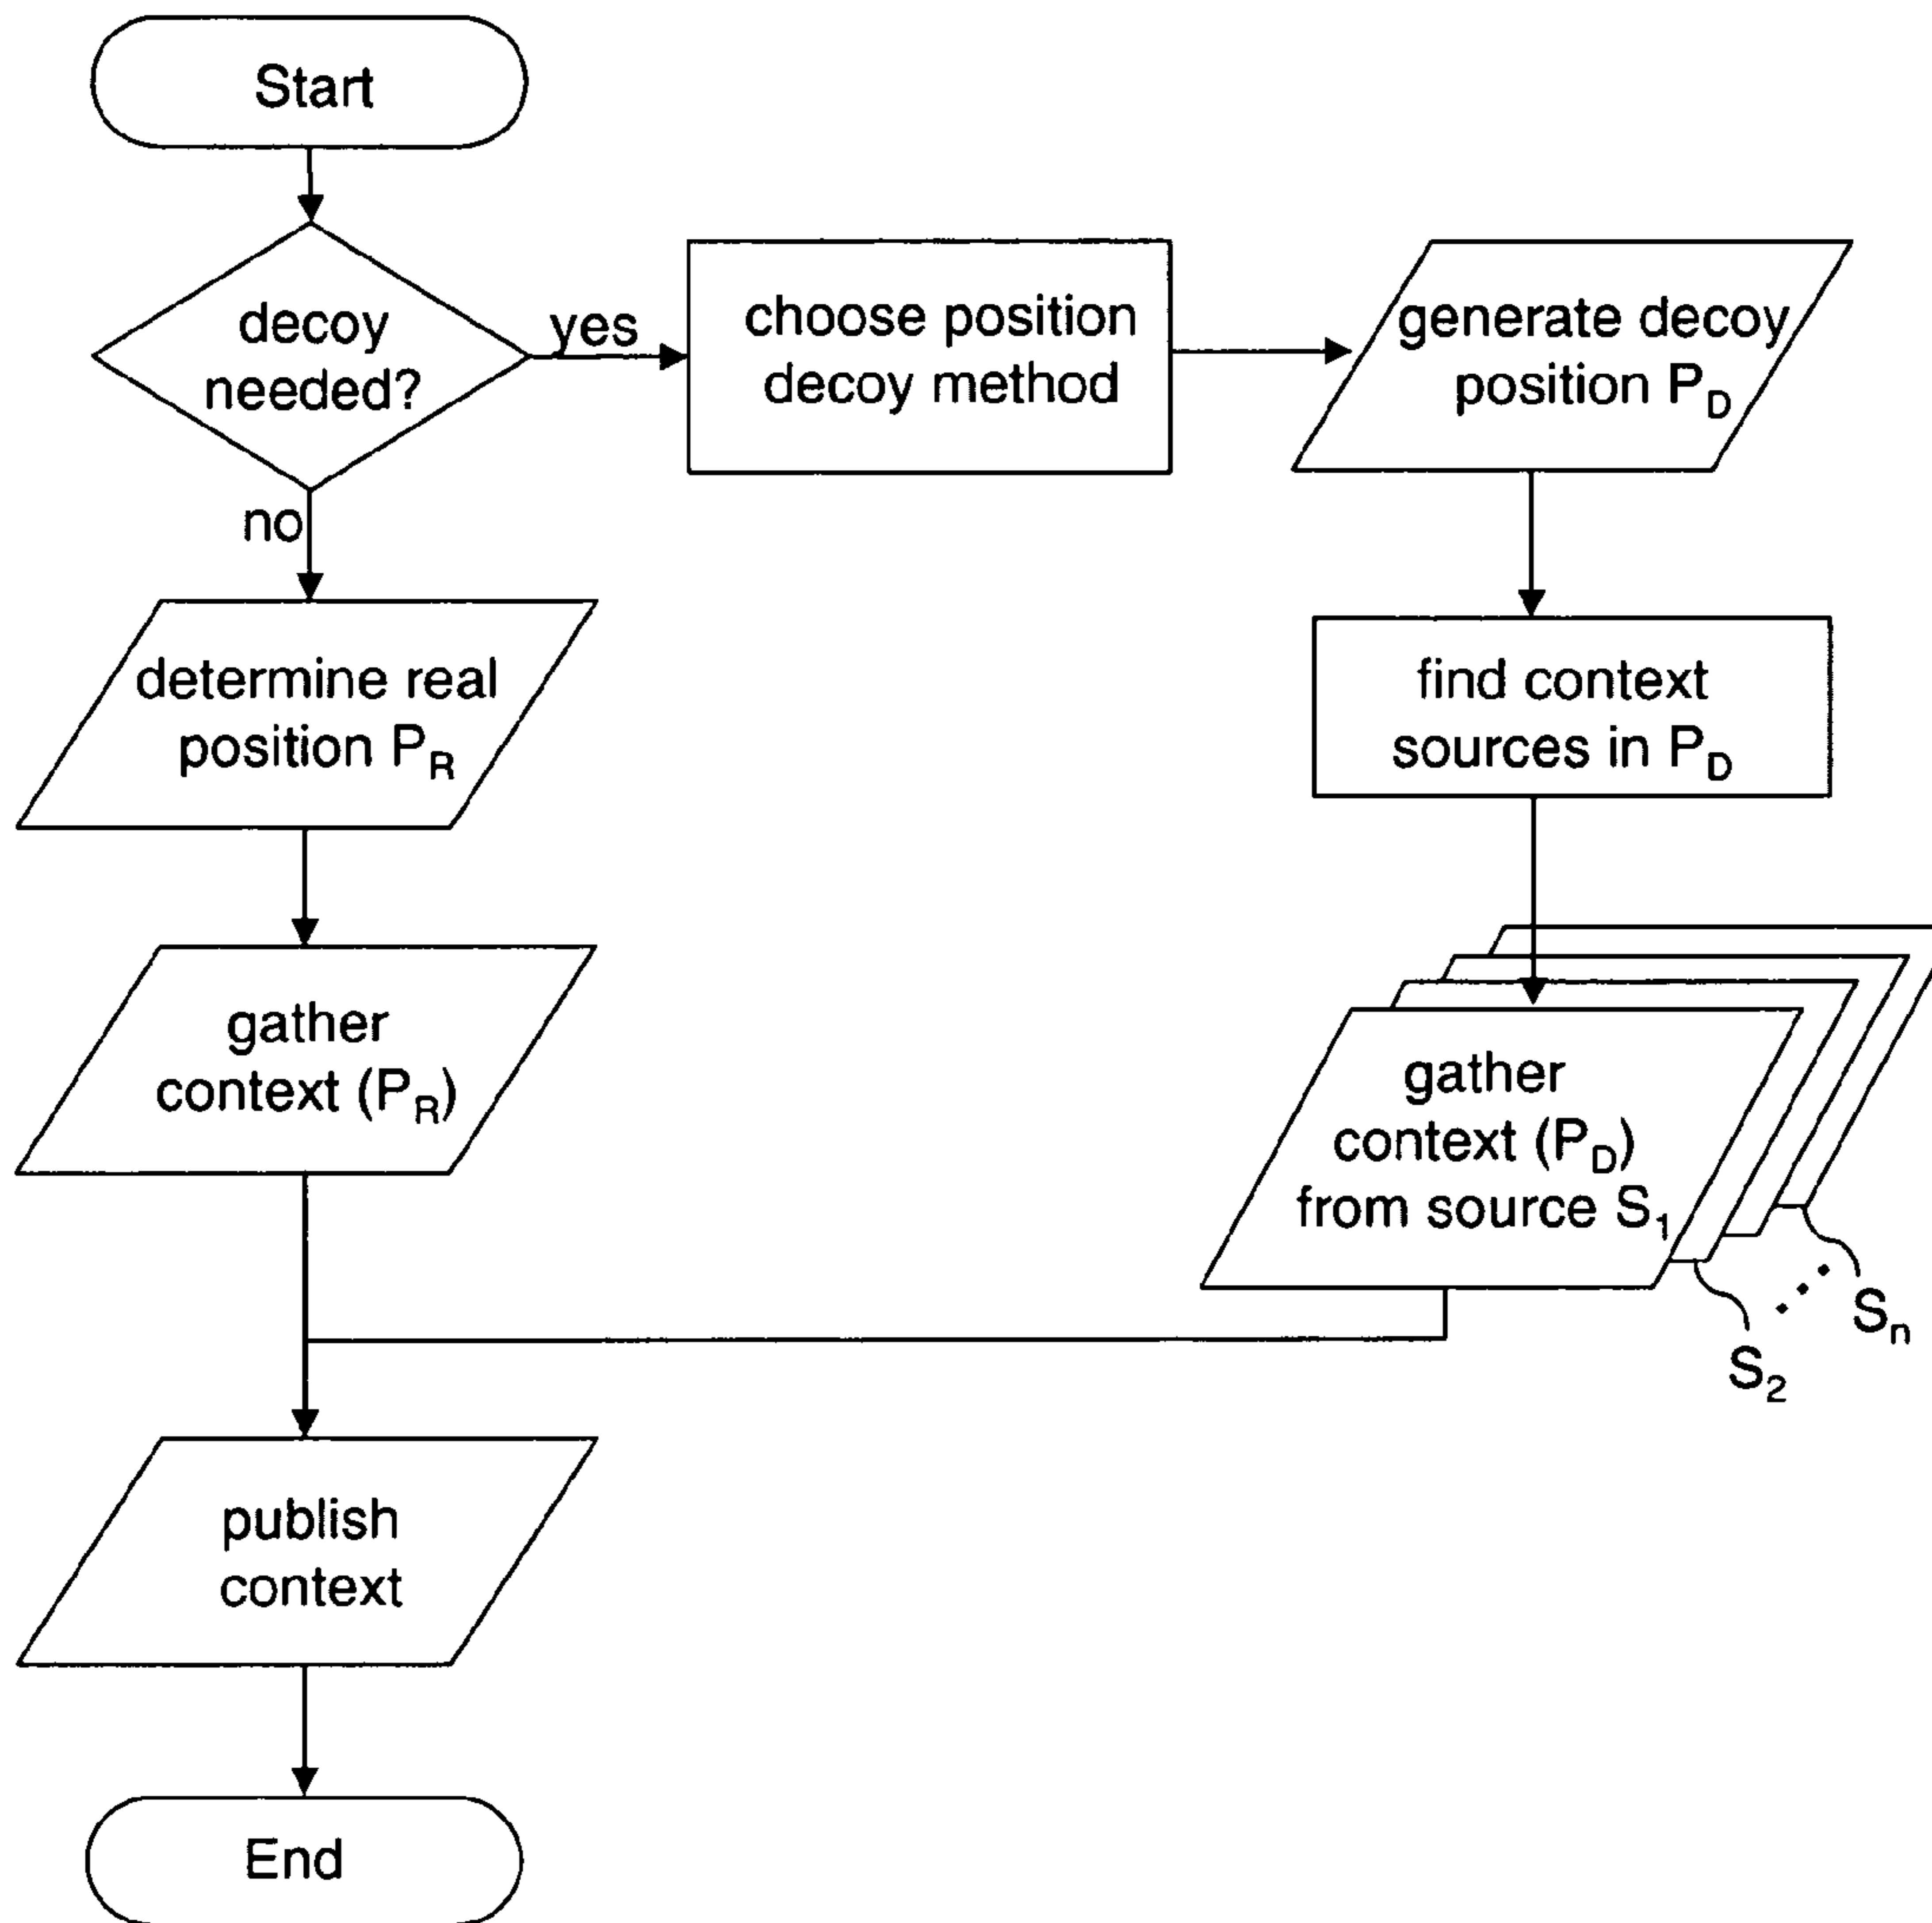 Start
decoy
needed?
yes
choose position
decoy method
generate decoy
position P_D
no
determine real
position P_R
find context
sources in P_D
gather
context (P_R)
gather
context (P_D)
from source S_1
S_n
S_2
publish
context
End